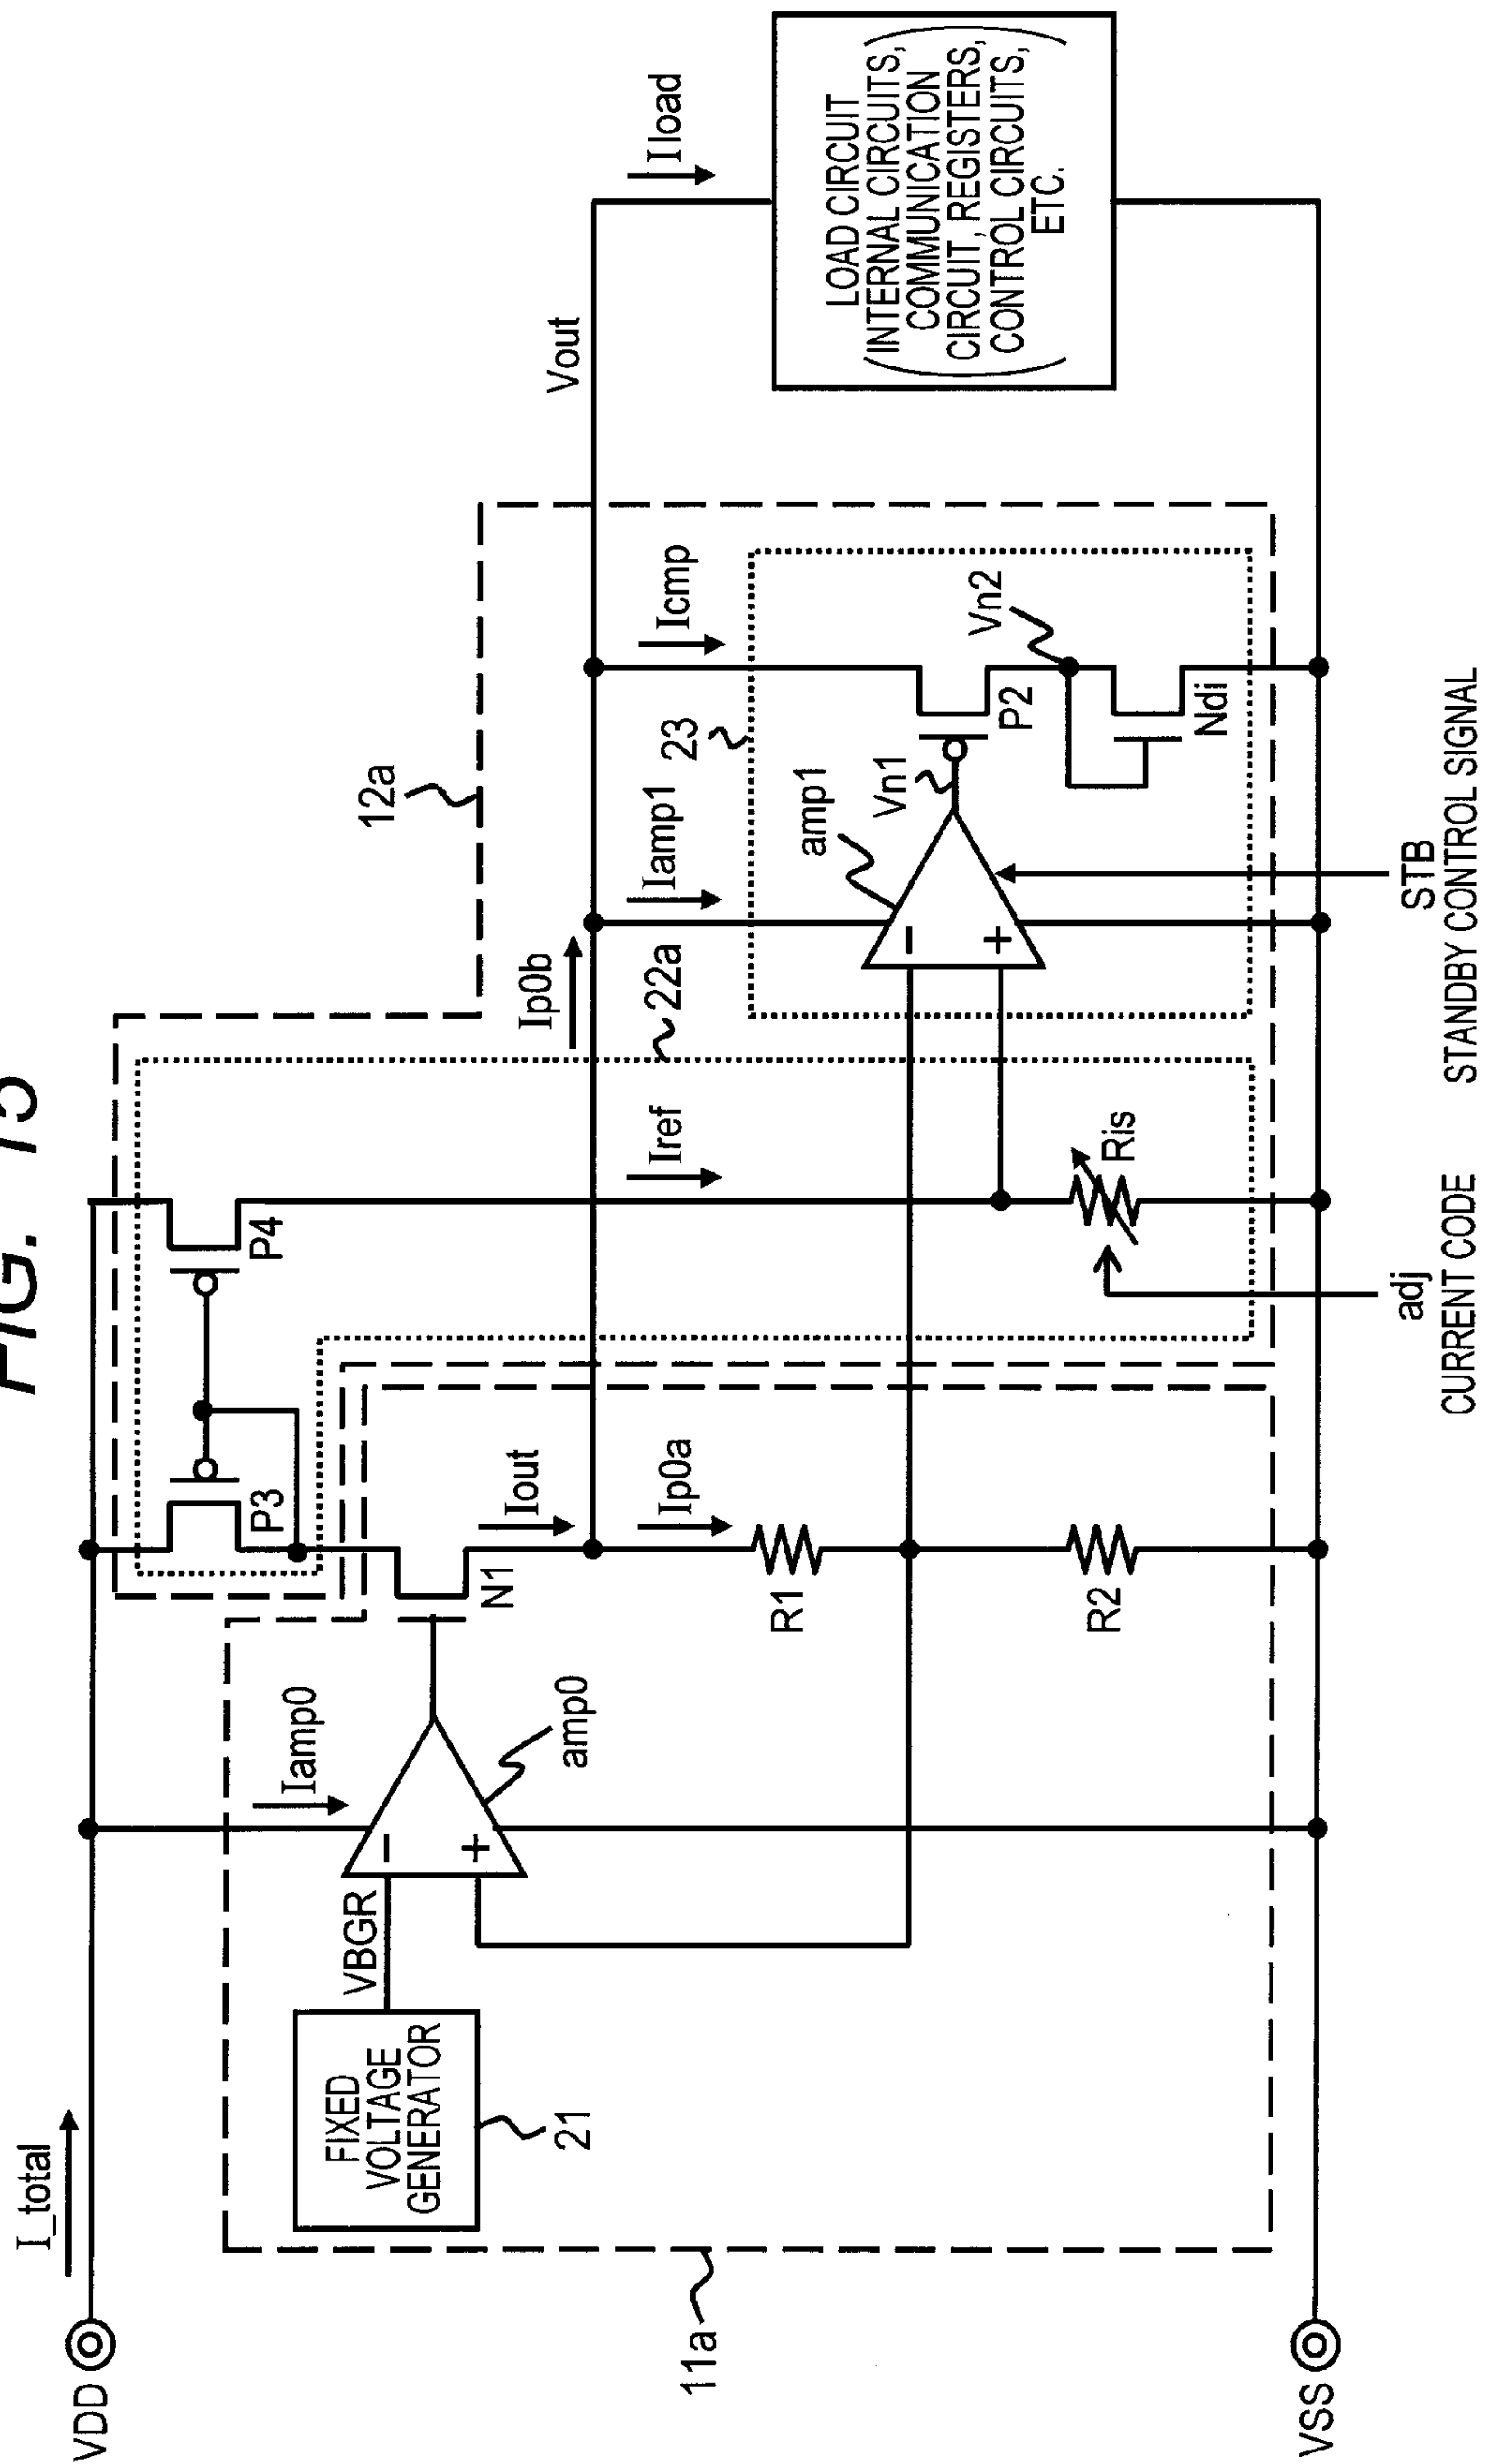 FIG. 15
I_total
VDD
VSS
11a
FIXED
VOLTAGE
GENERATOR
21
VBGR
Iamp0
amp0
−
+
N1
P3
P4
Iout
Ip0a
R1
R2
Iref
Ris
adj
CURRENT CODE
22a
Ip0b
12a
Iamp1
amp1
−
+
23
Vn1
Icmp
P2
Vn2
Ndi
STB
STANDBY CONTROL SIGNAL
Vout
Iload
LOAD CIRCUIT
(INTERNAL CIRCUITS,
COMMUNICATION
CIRCUIT, REGISTERS,
CONTROL CIRCUITS,
ETC.)